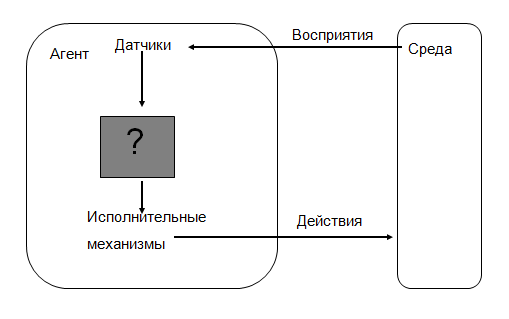 Агент
Датчики
Восприятия
Среда
?
Исполнительные
механизмы
Действия